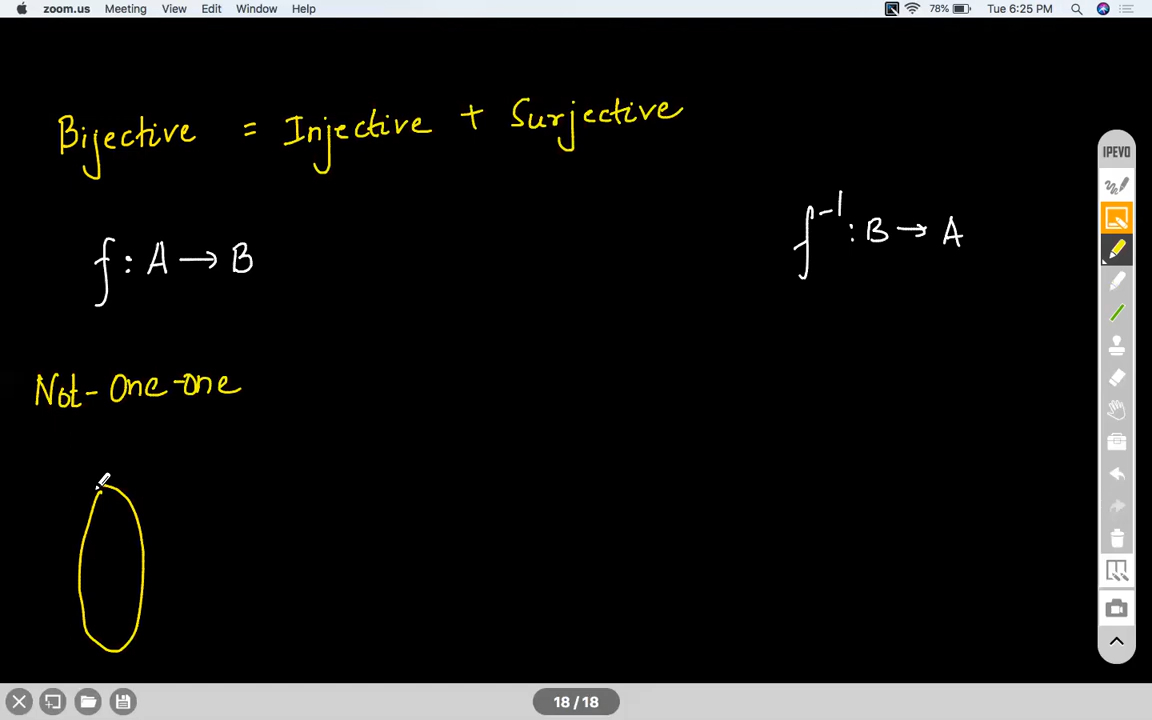 zoom.us Meeting View Edit Window Help 78% Tue 6:25 PM
Bijective = Injective + Surjective
f : A → B
f⁻¹ : B → A
Not-One-one
IPEVO
18 / 18